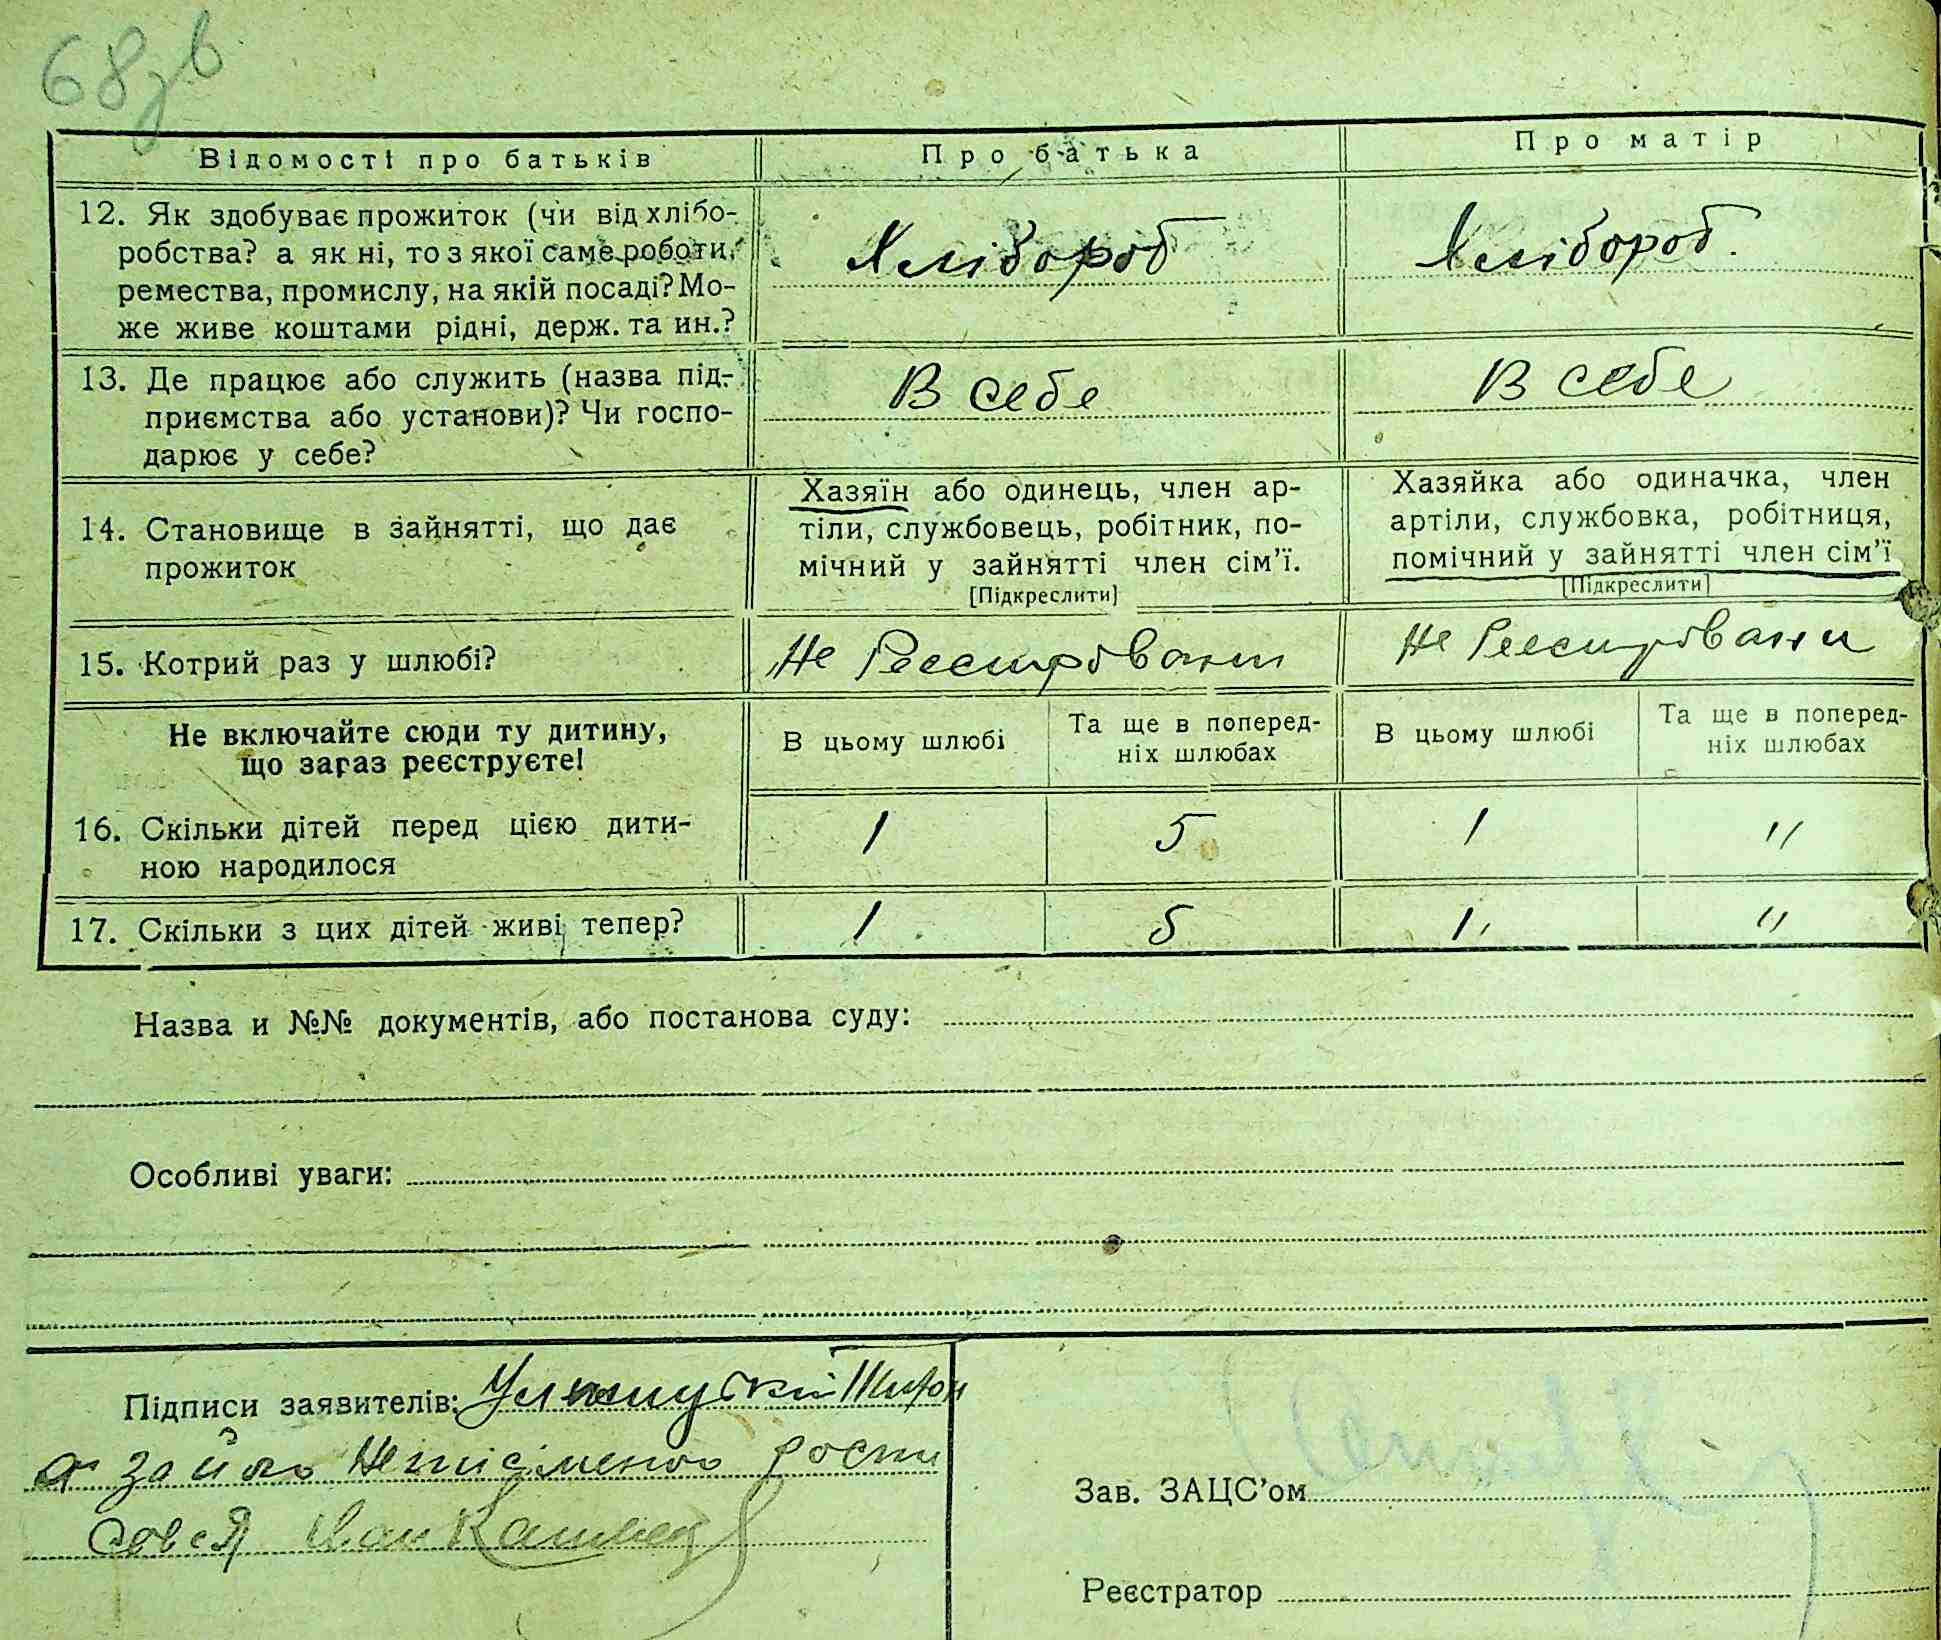 68зв
Відомості про батьків
Про батька
Про матір
12. Як здобуває прожиток (чи від хлібо-
робства? а як ні, то з якої саме роботи,
ремества, промислу, на якій посаді? Мо-
же живе коштами рідні, держ. та ин.?
Хлібороб
Хлібороб.
13. Де працює або служить (назва під-
приємства або установи)? Чи госпо-
дарює у себе?
В себе
В себе
14. Становище в зайнятті, що дає
прожиток
Хазяїн або одинець, член ар-
тіли, службовець, робітник, по-
мічний у зайнятті член сім'ї.
[Підкреслити]
Хазяйка або одиначка, член
артіли, службовка, робітниця,
помічний у зайнятті член сім'ї
[Підкреслити]
15. Котрий раз у шлюбі?
Не
Не
Не включайте сюди ту дитину,
що зараз реєструєте!
В цьому шлюбі
Та ще в поперед-
ніх шлюбах
В цьому шлюбі
Та ще в поперед-
ніх шлюбах
16. Скільки дітей перед цією дити-
ною народилося
1 5 1 "
17. Скільки з цих дітей живі тепер?
1 5 1 "
Назва и №№ документів, або постанова суду:
Особливі уваги:
Підписи заявителів:
а за його
Іван
Зав. ЗАЦС'ом
Реєстратор